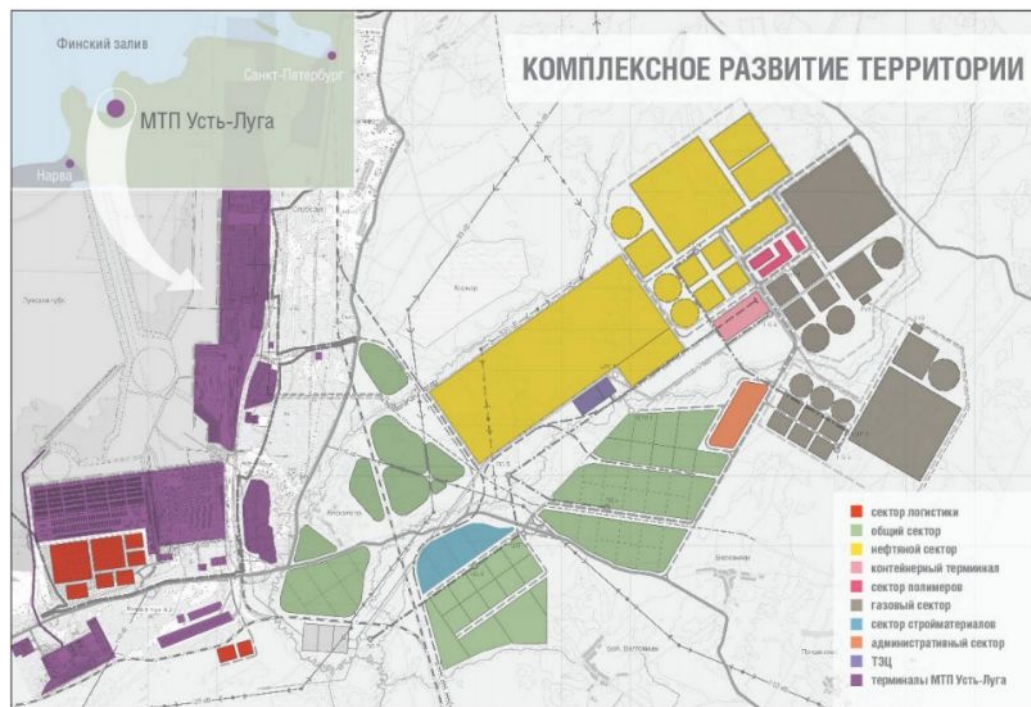 Финский залив
Санкт-Петербург
МТП Усть-Луга
Нарва
КОМПЛЕКСНОЕ РАЗВИТИЕ ТЕРРИТОРИИ
сектор логистики
общий сектор
нефтяной сектор
контейнерный терминал
сектор полимеров
газовый сектор
сектор стройматериалов
административный сектор
ТЭЦ
терминалы МТП Усть-Луга